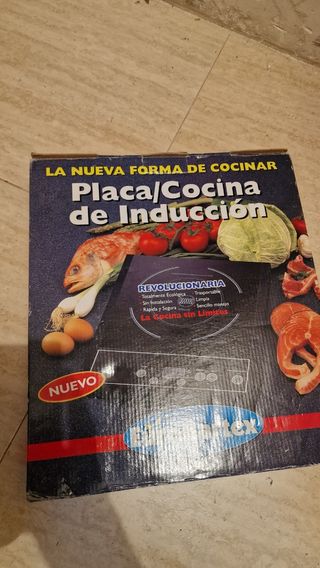 LA NUEVA FORMA DE COCINAR
Placa/Cocina
de Inducción
REVOLUCIONARIA
Totalmente Ecológica
Transportable
Sin Instalación
Limpia
Rápida y Segura
Sencillo manejo
La Cocina sin Límites
NUEVO